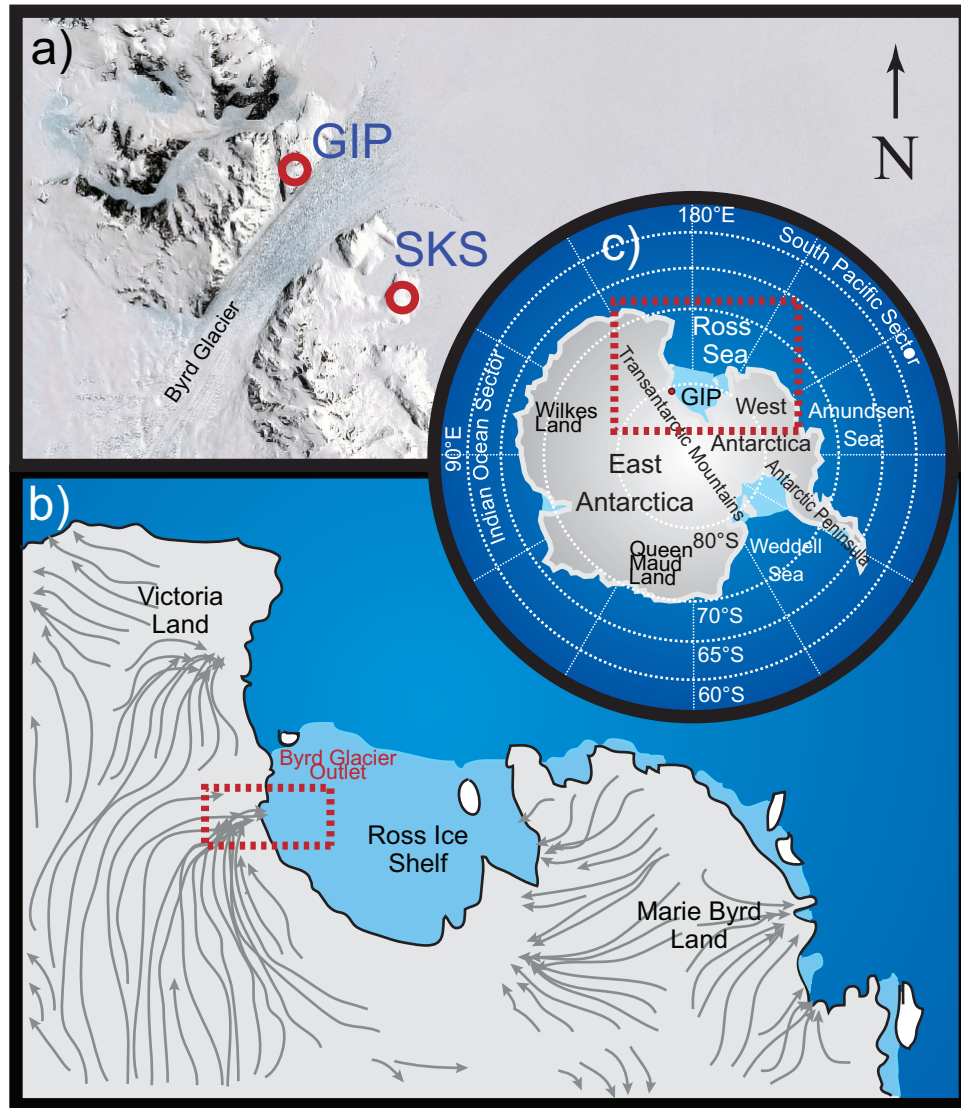 a)
GIP
SKS
Byrd Glacier
N
c)
180°E
South Pacific Sector
Ross
Sea
GIP
Transantarctic Mountains
West
Antarctica
Wilkes
Land
Amundsen
Sea
90°E
Indian Ocean Sector
East
Antarctica
Antarctic Peninsula
80°S
Queen
Maud
Land
Weddell
Sea
70°S
65°S
60°S
b)
Victoria
Land
Byrd Glacier
Outlet
Ross Ice
Shelf
Marie Byrd
Land